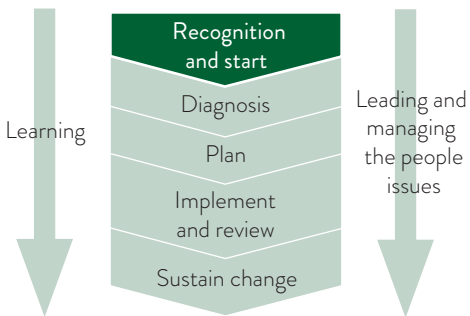 Recognition
and start
Diagnosis
Plan
Implement
and review
Sustain change
Learning
Leading and
managing
the people
issues